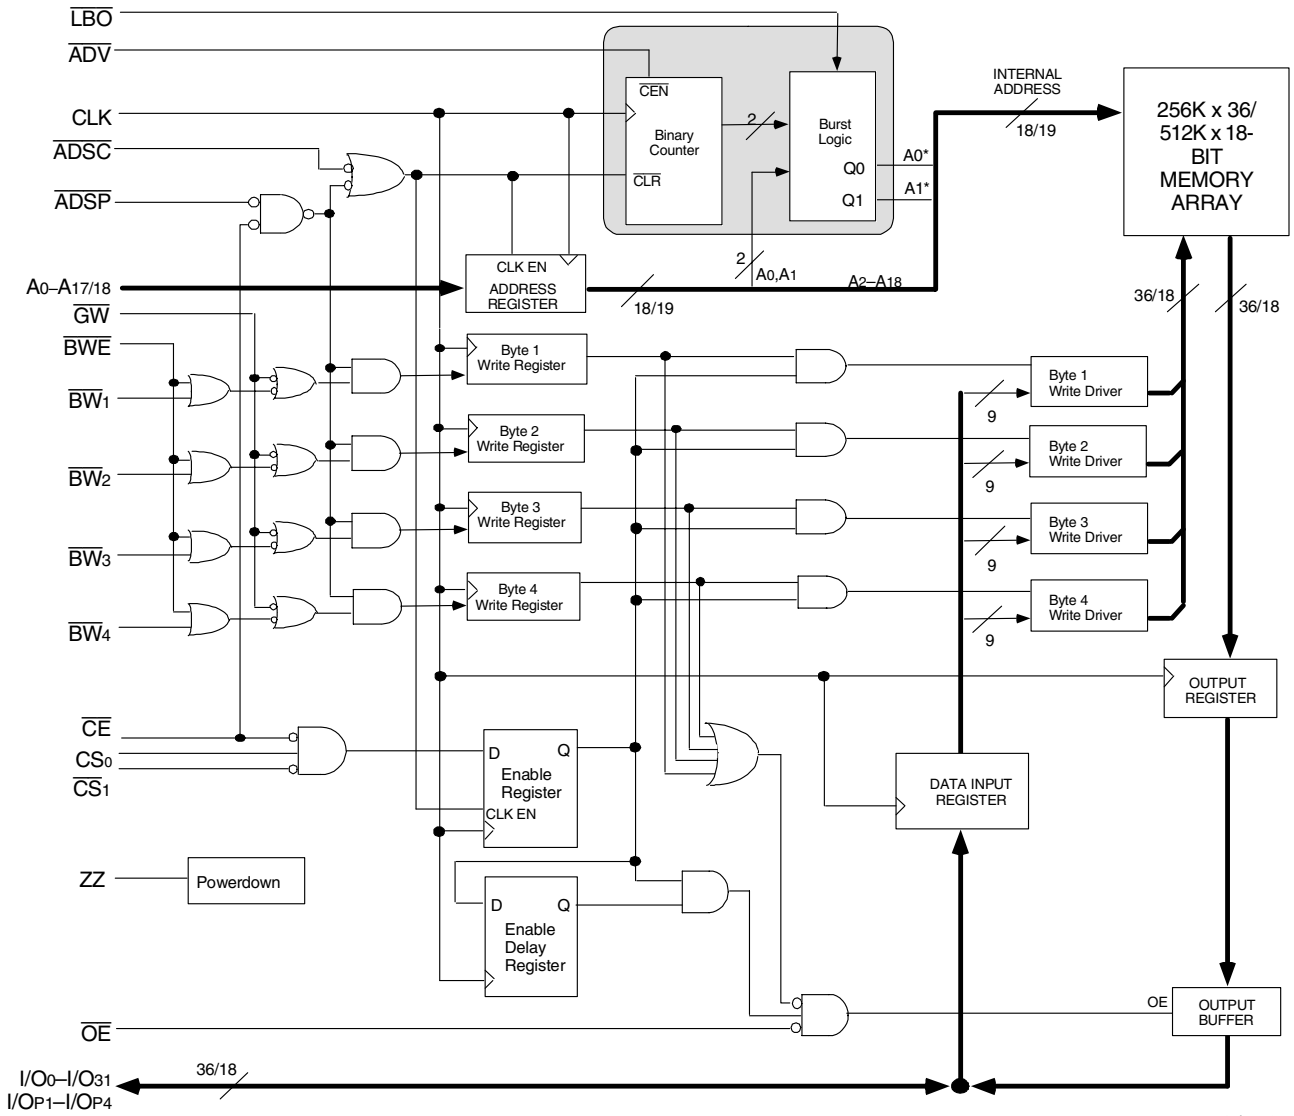 LBO
ADV
CLK
ADSC
ADSP
A0–A17/18
GW
BWE
BW1
BW2
BW3
BW4
CE
CS0
CS1
ZZ
Powerdown
OE
I/O0–I/O31
I/OP1–I/OP4
36/18
CEN
Binary
Counter
CLR
2
Burst
Logic
Q0
Q1
A0*
A1*
2
A0,A1
A2–A18
INTERNAL
ADDRESS
18/19
256K x 36/
512K x 18-
BIT
MEMORY
ARRAY
CLK EN
ADDRESS
REGISTER
18/19
36/18
36/18
Byte 1
Write Register
Byte 2
Write Register
Byte 3
Write Register
Byte 4
Write Register
Byte 1
Write Driver
9
Byte 2
Write Driver
9
Byte 3
Write Driver
9
Byte 4
Write Driver
9
OUTPUT
REGISTER
D
Q
Enable
Register
CLK EN
DATA INPUT
REGISTER
D
Q
Enable
Delay
Register
OE
OUTPUT
BUFFER